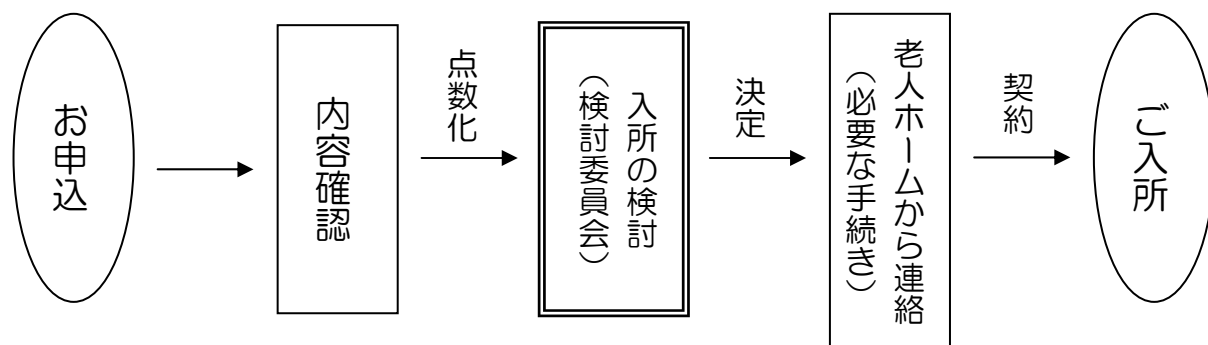 お申込
内容確認
点数化
入所の検討
（検討委員会）
決定
老人ホームから連絡
（必要な手続き）
契約
ご入所